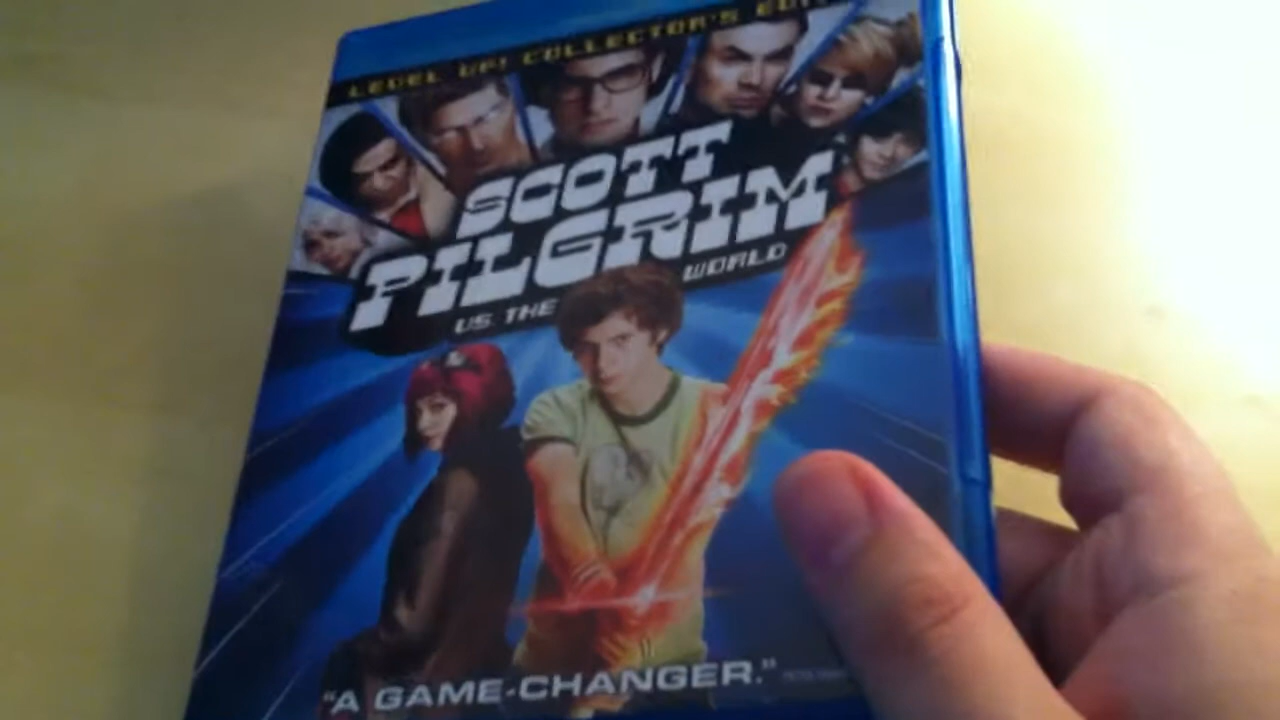 LEVEL UP! COLLECTOR'S
SCOTT
PILGRIM
VS. THE WORLD
"A GAME-CHANGER."